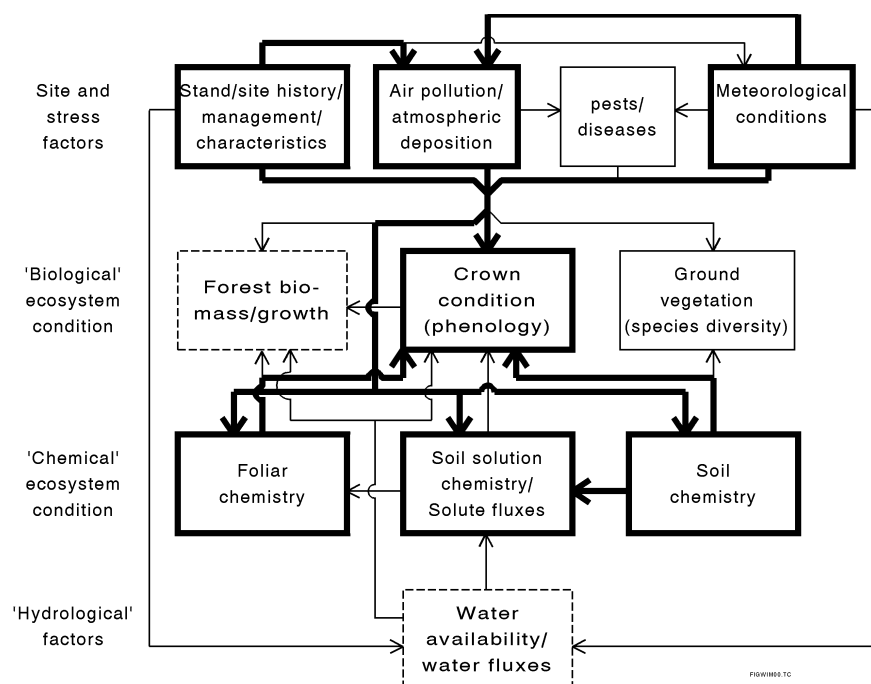 Site and
stress
factors
Stand/site history/
management/
characteristics
Air pollution/
atmospheric
deposition
pests/
diseases
Meteorological
conditions
'Biological'
ecosystem
condition
Forest bio-
mass/growth
Crown
condition
(phenology)
Ground
vegetation
(species diversity)
'Chemical'
ecosystem
condition
Foliar
chemistry
Soil solution
chemistry/
Solute fluxes
Soil
chemistry
'Hydrological'
factors
Water
availability/
water fluxes
FIGWIM00.TC